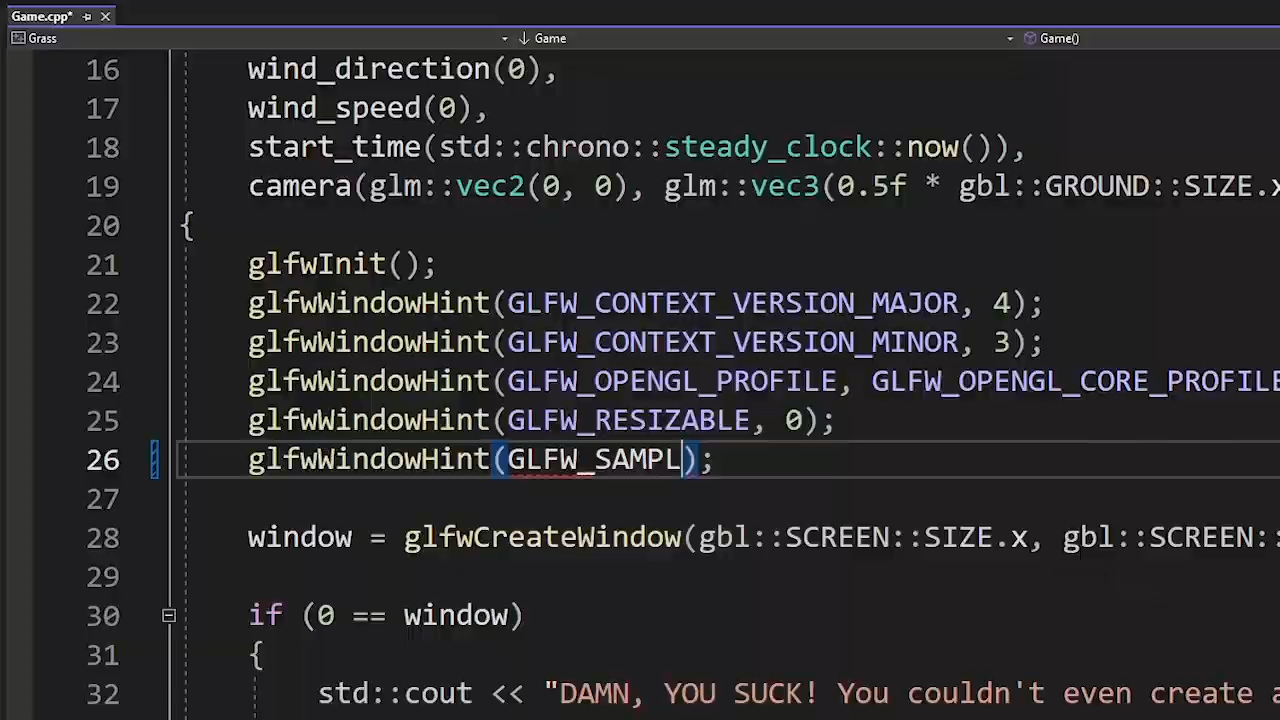 Game.cpp*
Grass Game Game()
16 wind_direction(0),
17 wind_speed(0),
18 start_time(std::chrono::steady_clock::now()),
19 camera(glm::vec2(0, 0), glm::vec3(0.5f * gbl::GROUND::SIZE.x
20 {
21 glfwInit();
22 glfwWindowHint(GLFW_CONTEXT_VERSION_MAJOR, 4);
23 glfwWindowHint(GLFW_CONTEXT_VERSION_MINOR, 3);
24 glfwWindowHint(GLFW_OPENGL_PROFILE, GLFW_OPENGL_CORE_PROFILE
25 glfwWindowHint(GLFW_RESIZABLE, 0);
26 glfwWindowHint(GLFW_SAMPL);
27
28 window = glfwCreateWindow(gbl::SCREEN::SIZE.x, gbl::SCREEN::
29
30 if (0 == window)
31 {
32 std::cout << "DAMN, YOU SUCK! You couldn't even create a